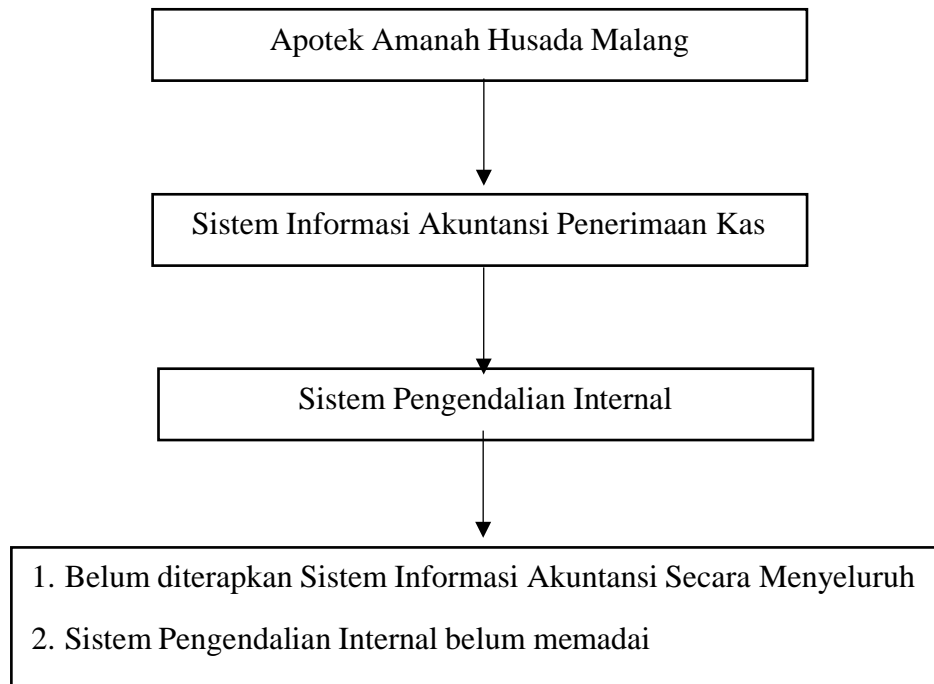 Apotek Amanah Husada Malang
Sistem Informasi Akuntansi Penerimaan Kas
Sistem Pengendalian Internal
1. Belum diterapkan Sistem Informasi Akuntansi Secara Menyeluruh
2. Sistem Pengendalian Internal belum memadai